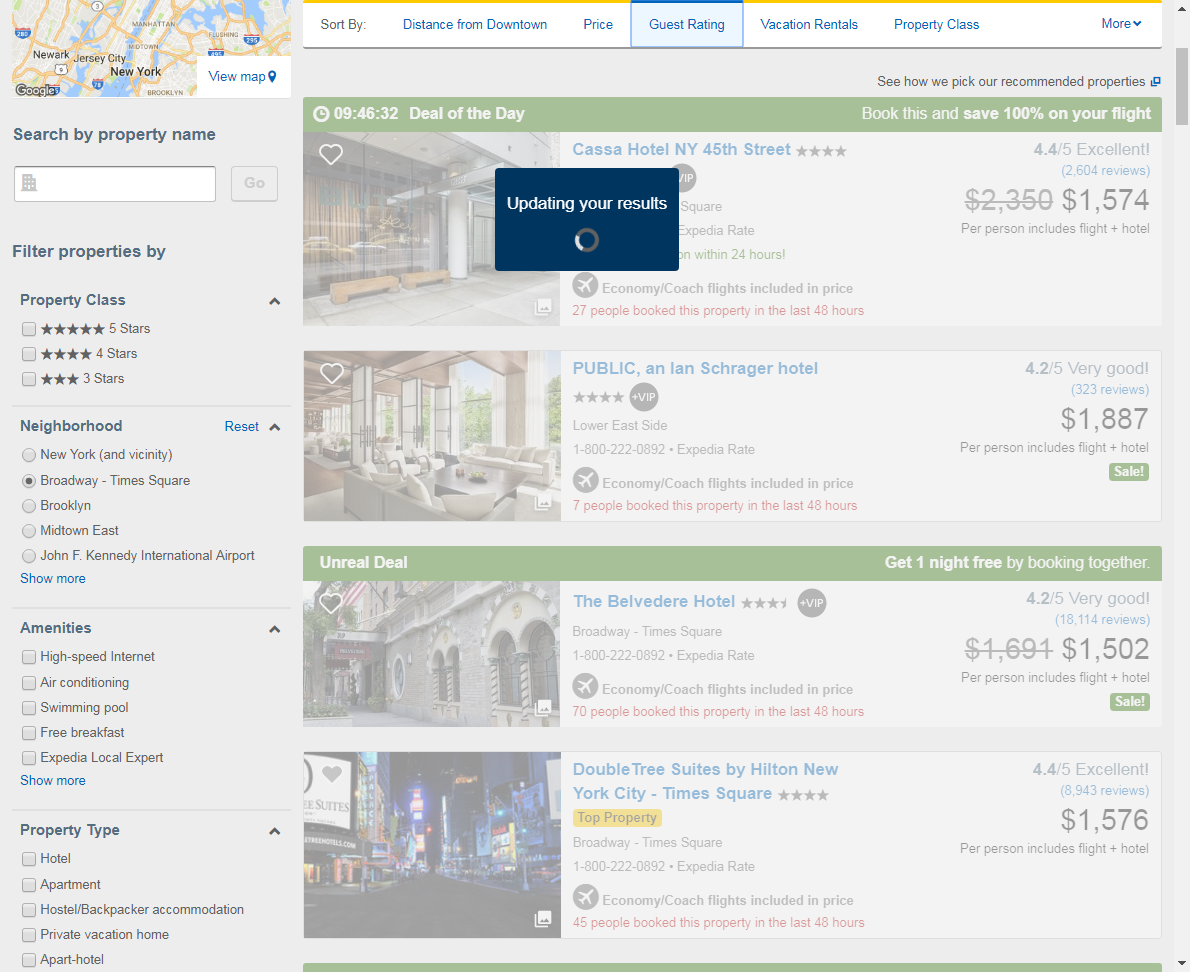 MANHATTAN
FLUSHING
280
3
295
495
MIDTOWN
Newark
Jersey City
9
New York
78
BROOKLYN
Google
View map
Search by property name
Go
Filter properties by
Property Class
★★★★★ 5 Stars
★★★★ 4 Stars
★★★ 3 Stars
Neighborhood Reset
New York (and vicinity)
Broadway - Times Square
Brooklyn
Midtown East
John F. Kennedy International Airport
Show more
Amenities
High-speed Internet
Air conditioning
Swimming pool
Free breakfast
Expedia Local Expert
Show more
Property Type
Hotel
Apartment
Hostel/Backpacker accommodation
Private vacation home
Apart-hotel
Sort By: Distance from Downtown Price Guest Rating Vacation Rentals Property Class More
See how we pick our recommended properties
09:46:32 Deal of the Day Book this and save 100% on your flight
Cassa Hotel NY 45th Street ★★★★
VIP
Square
Expedia Rate
on within 24 hours!
Economy/Coach flights included in price
27 people booked this property in the last 48 hours
4.4/5 Excellent!
(2,604 reviews)
$2,350 $1,574
Per person includes flight + hotel
Updating your results
PUBLIC, an Ian Schrager hotel
★★★★ +VIP
Lower East Side
1-800-222-0892 • Expedia Rate
Economy/Coach flights included in price
7 people booked this property in the last 48 hours
4.2/5 Very good!
(323 reviews)
$1,887
Per person includes flight + hotel
Sale!
Unreal Deal Get 1 night free by booking together.
The Belvedere Hotel +VIP
Broadway - Times Square
1-800-222-0892 • Expedia Rate
Economy/Coach flights included in price
70 people booked this property in the last 48 hours
4.2/5 Very good!
(18,114 reviews)
$1,691 $1,502
Per person includes flight + hotel
Sale!
DoubleTree Suites by Hilton New
York City - Times Square ★★★★
Top Property
Broadway - Times Square
1-800-222-0892 • Expedia Rate
Economy/Coach flights included in price
45 people booked this property in the last 48 hours
4.4/5 Excellent!
(8,943 reviews)
$1,576
Per person includes flight + hotel